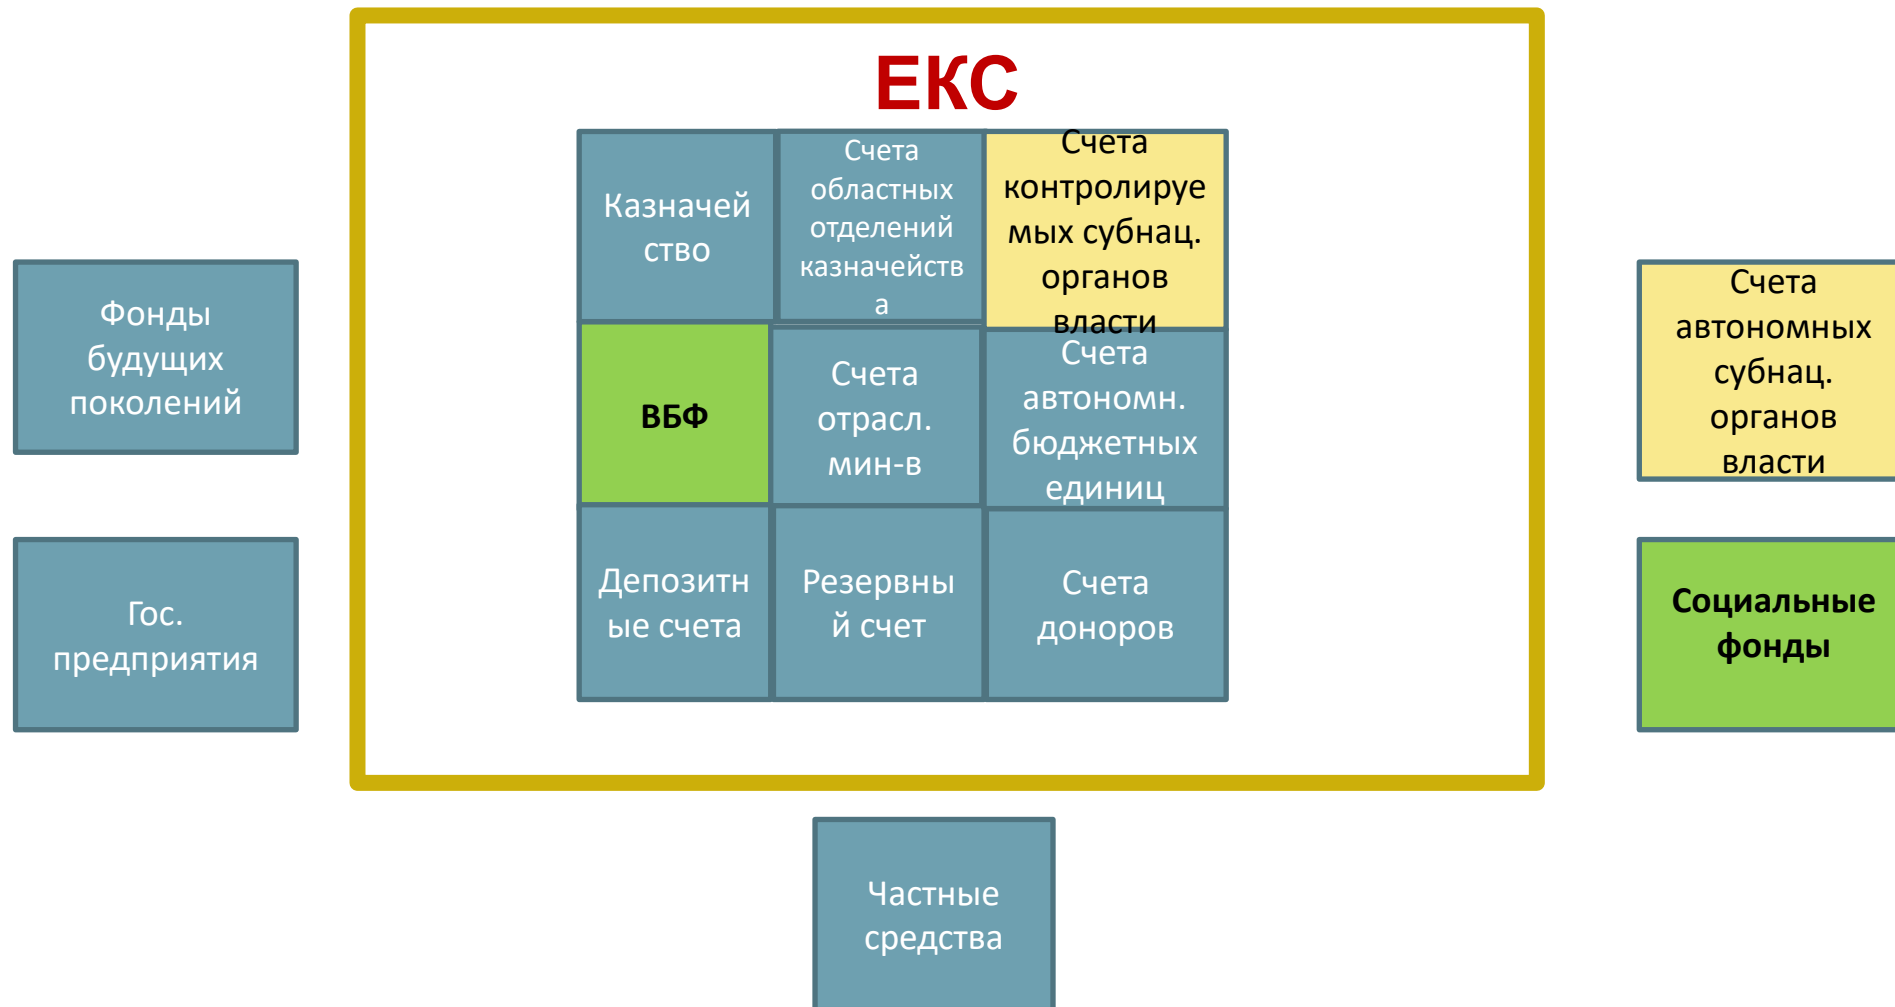 ЕКС
Казначей
ство
Счета
областных
отделений
казначейств
а
Счета
контролируе
мых субнац.
органов
власти
Фонды
будущих
поколений
ВБФ
Счета
отрасл.
мин-в
Счета
автономн.
бюджетных
единиц
Счета
автономных
субнац.
органов
власти
Гос.
предприятия
Депозитн
ые счета
Резервны
й счет
Счета
доноров
Социальные
фонды
Частные
средства